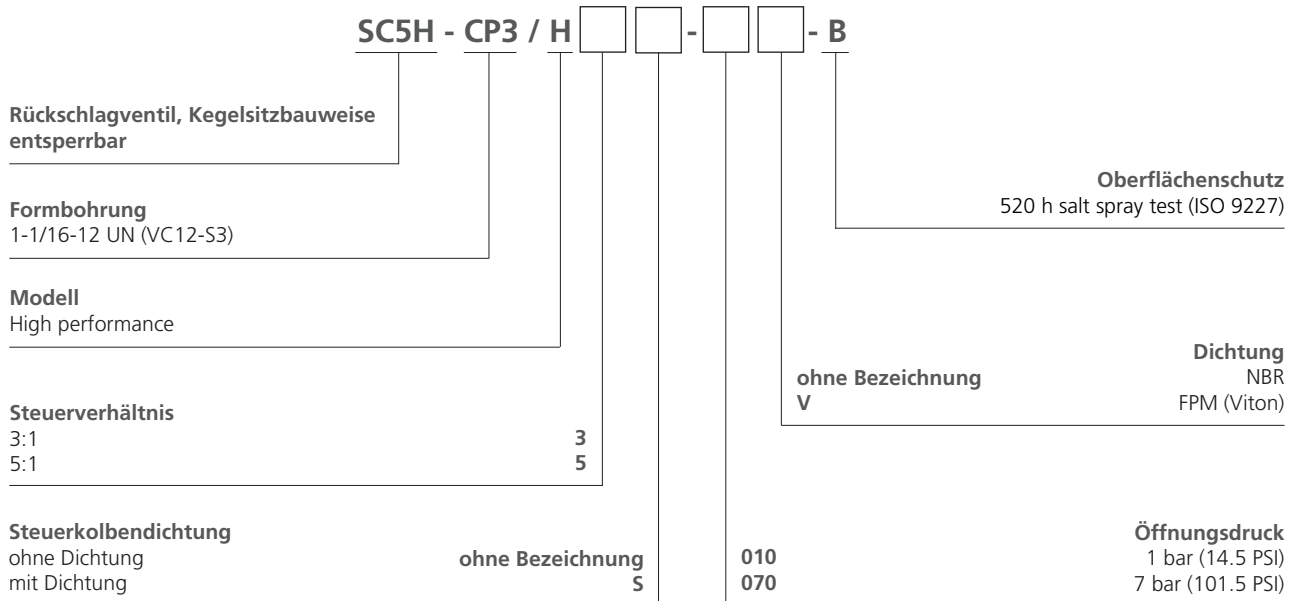 SC5H - CP3 / H - - B
Rückschlagventil, Kegelsitzbauweise
entsperrbar
Oberflächenschutz
520 h salt spray test (ISO 9227)
Formbohrung
1-1/16-12 UN (VC12-S3)
Modell
High performance
Dichtung
ohne Bezeichnung NBR
V FPM (Viton)
Steuerverhältnis
3:1 3
5:1 5
Steuerkolbendichtung
ohne Dichtung ohne Bezeichnung
mit Dichtung S
Öffnungsdruck
010 1 bar (14.5 PSI)
070 7 bar (101.5 PSI)